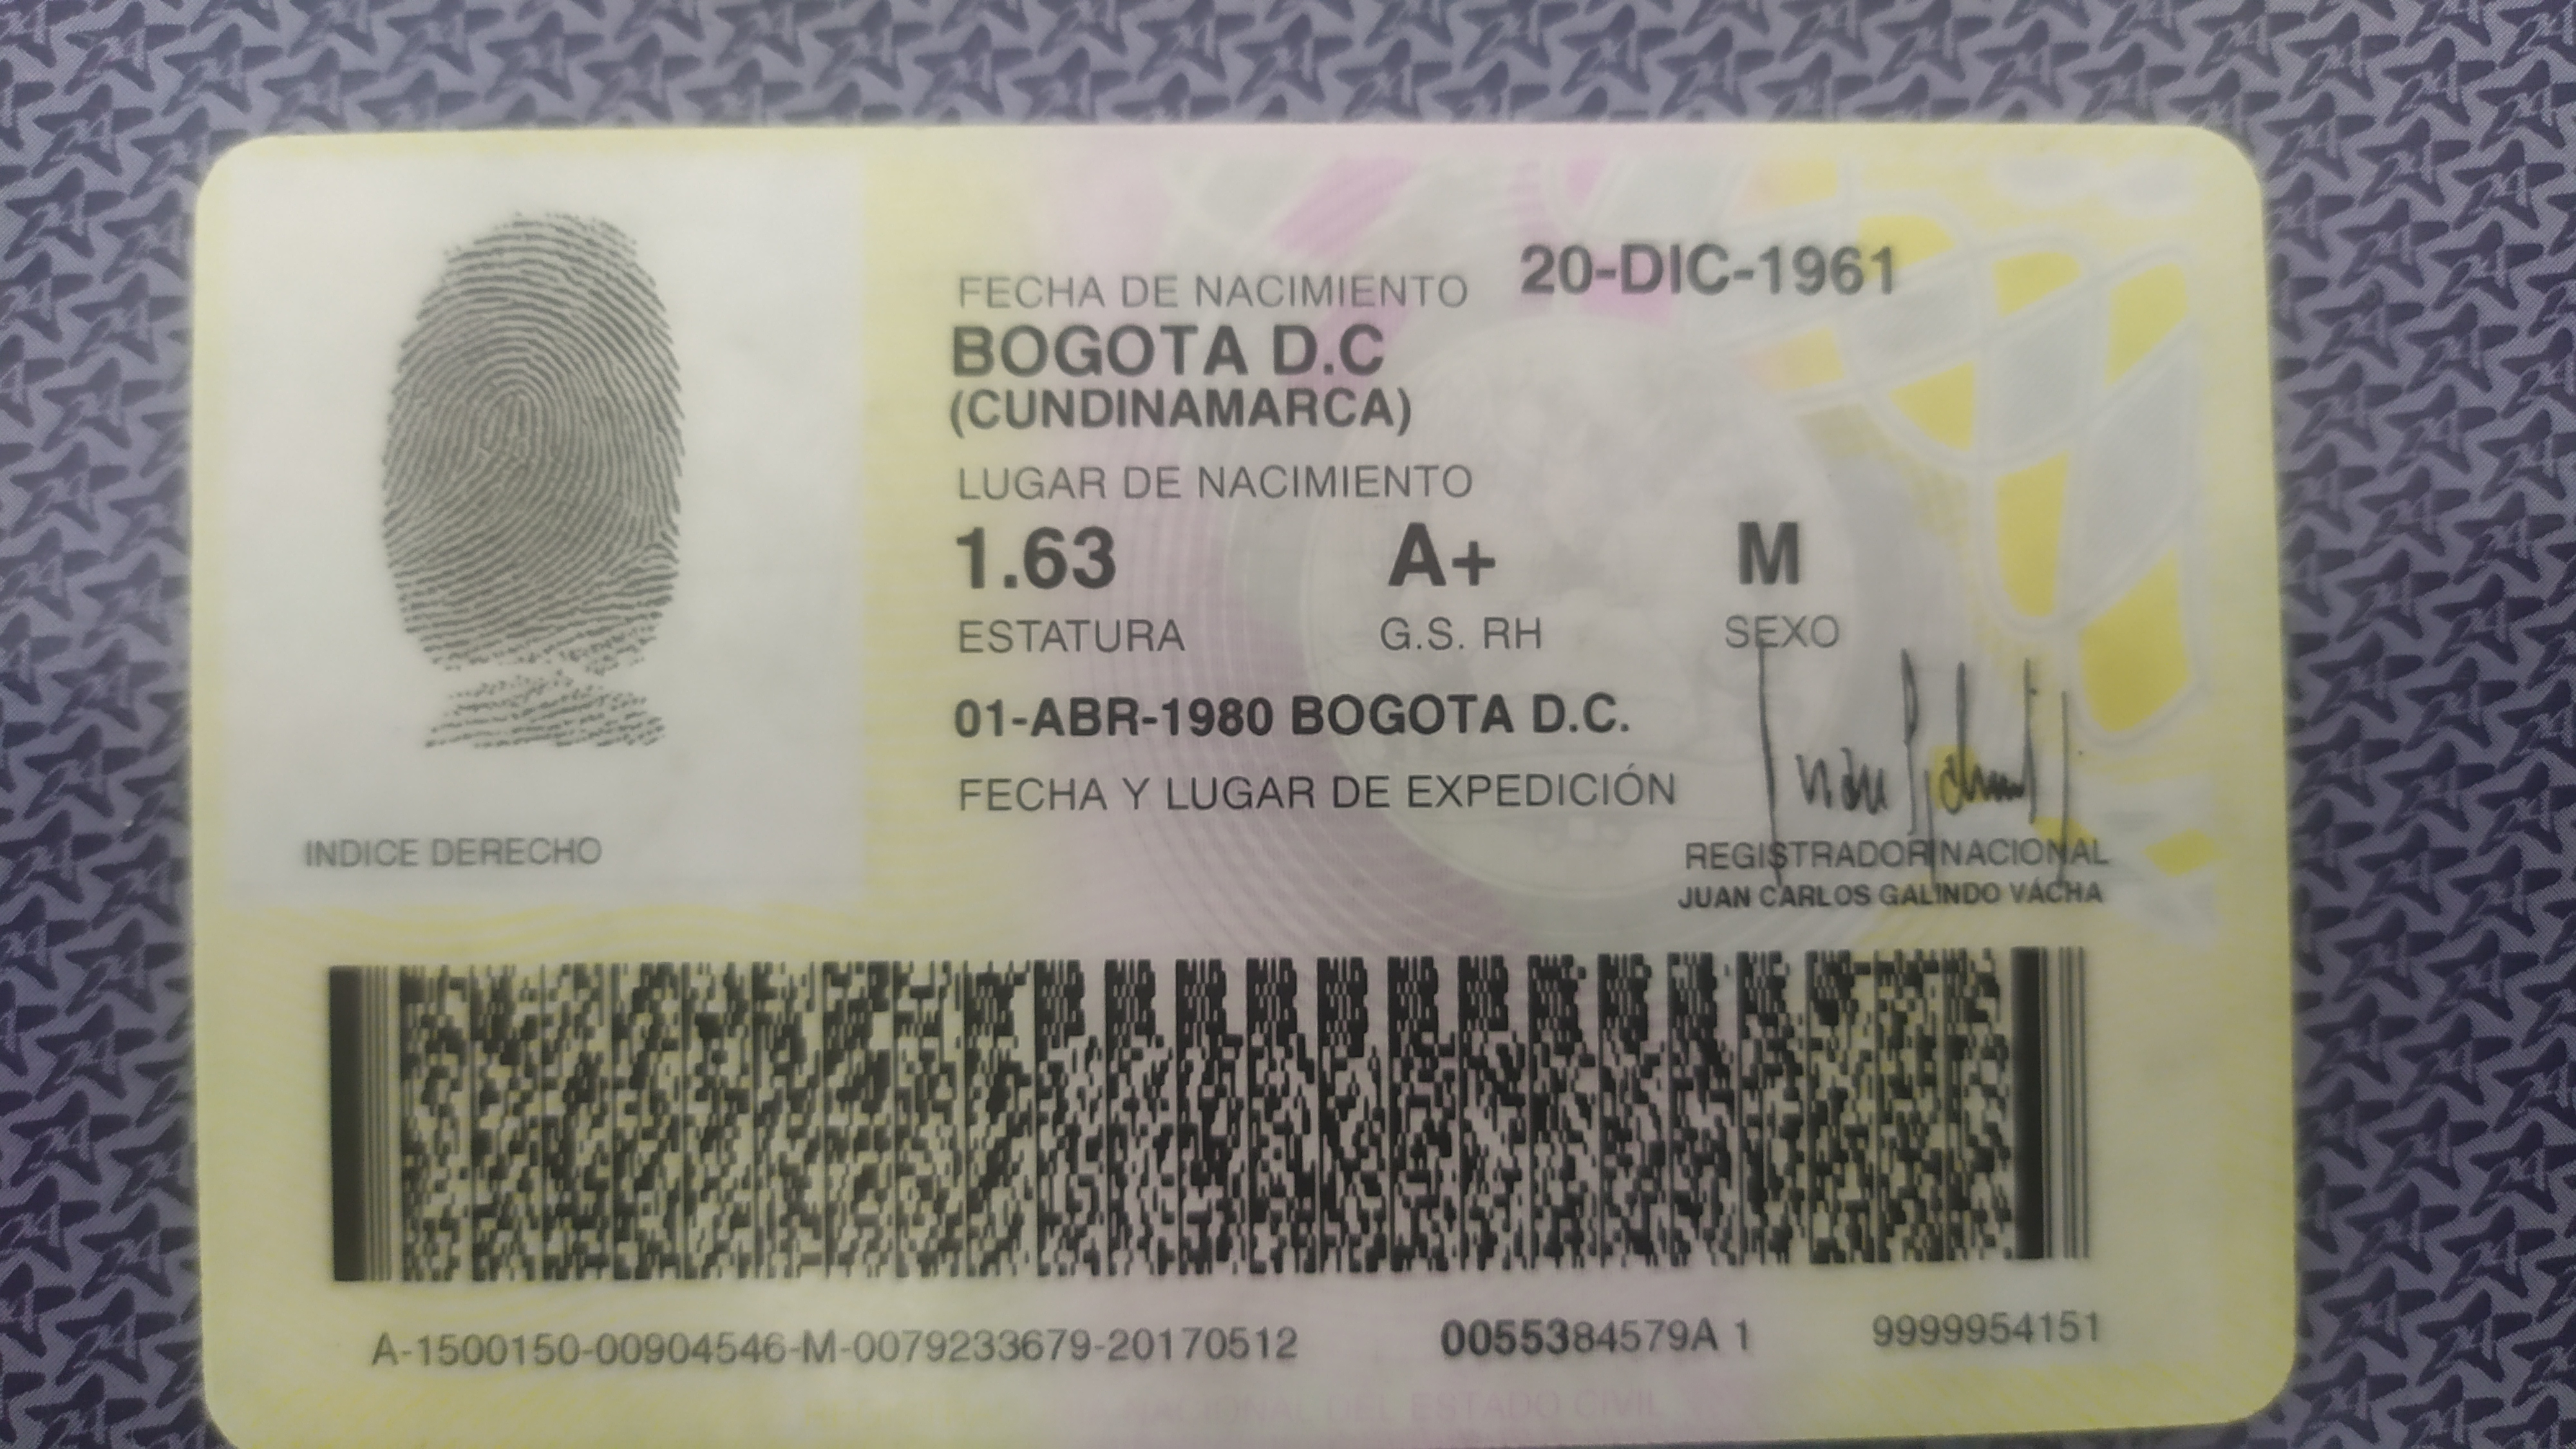 FECHA DE NACIMIENTO 20-DIC-1961
BOGOTA D.C
(CUNDINAMARCA)
LUGAR DE NACIMIENTO
1.63 A+ M
ESTATURA G.S. RH SEXO
01-ABR-1980 BOGOTA D.C.
FECHA Y LUGAR DE EXPEDICIÓN
INDICE DERECHO
REGISTRADOR NACIONAL
JUAN CARLOS GALINDO VÁCHA
A-1500150-00904546-M-0079233679-20170512 0055384579A 1 9999954151